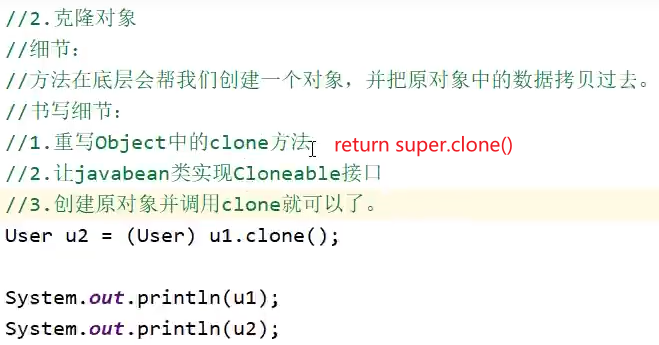 //2.克隆对象
//细节：
//方法在底层会帮我们创建一个对象，并把原对象中的数据拷贝过去。
//书写细节：
//1.重写Object中的clone方法 return super.clone()
//2.让javabean类实现Cloneable接口
//3.创建原对象并调用clone就可以了。
User u2 = (User) u1.clone();
System.out.println(u1);
System.out.println(u2);